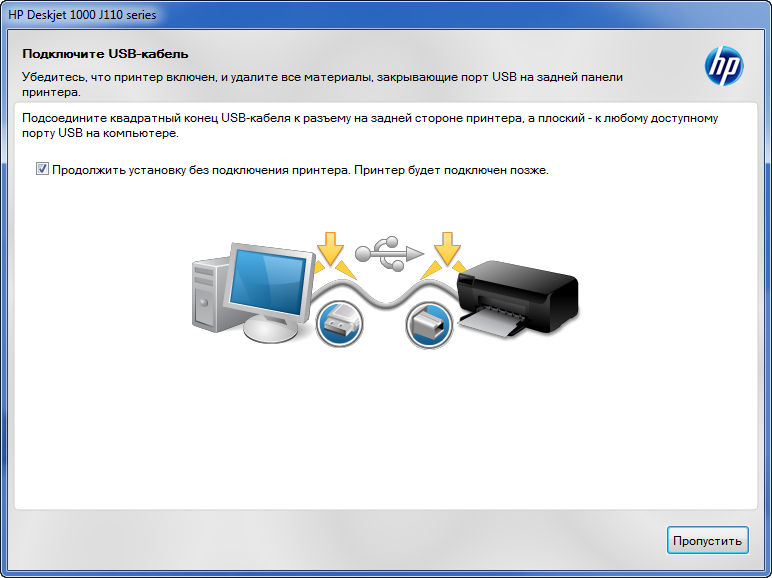 HP Deskjet 1000 J110 series
Подключите USB-кабель
Убедитесь, что принтер включен, и удалите все материалы, закрывающие порт USB на задней панели
принтера.
hp
Подсоедините квадратный конец USB-кабеля к разъему на задней стороне принтера, а плоский - к любому доступному
порту USB на компьютере.
Продолжить установку без подключения принтера. Принтер будет подключен позже.
Пропустить